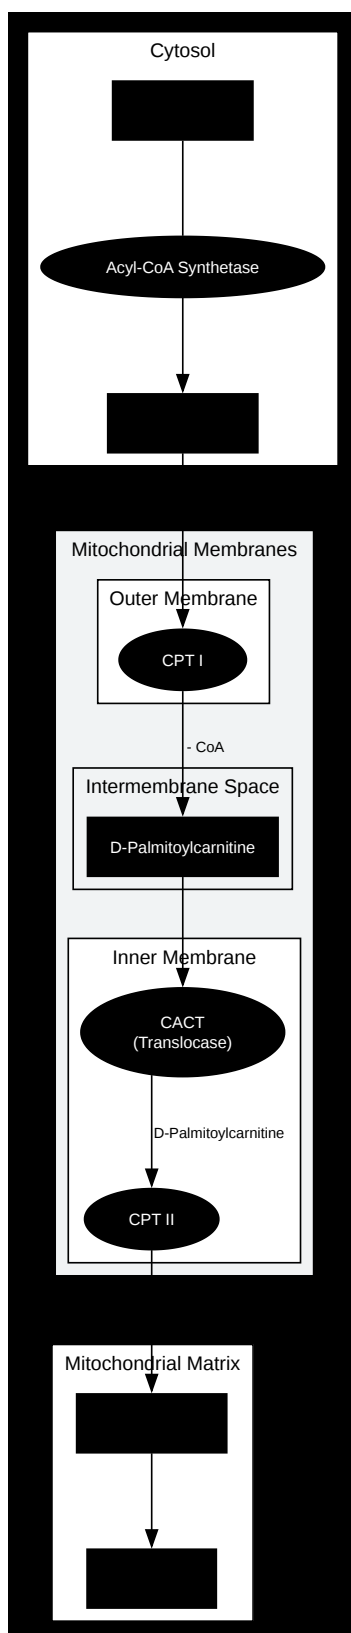 Cytosol
Acyl-CoA Synthetase
Mitochondrial Membranes
Outer Membrane
CPT I
- CoA
Intermembrane Space
D-Palmitoylcarnitine
Inner Membrane
CACT
(Translocase)
D-Palmitoylcarnitine
CPT II
Mitochondrial Matrix